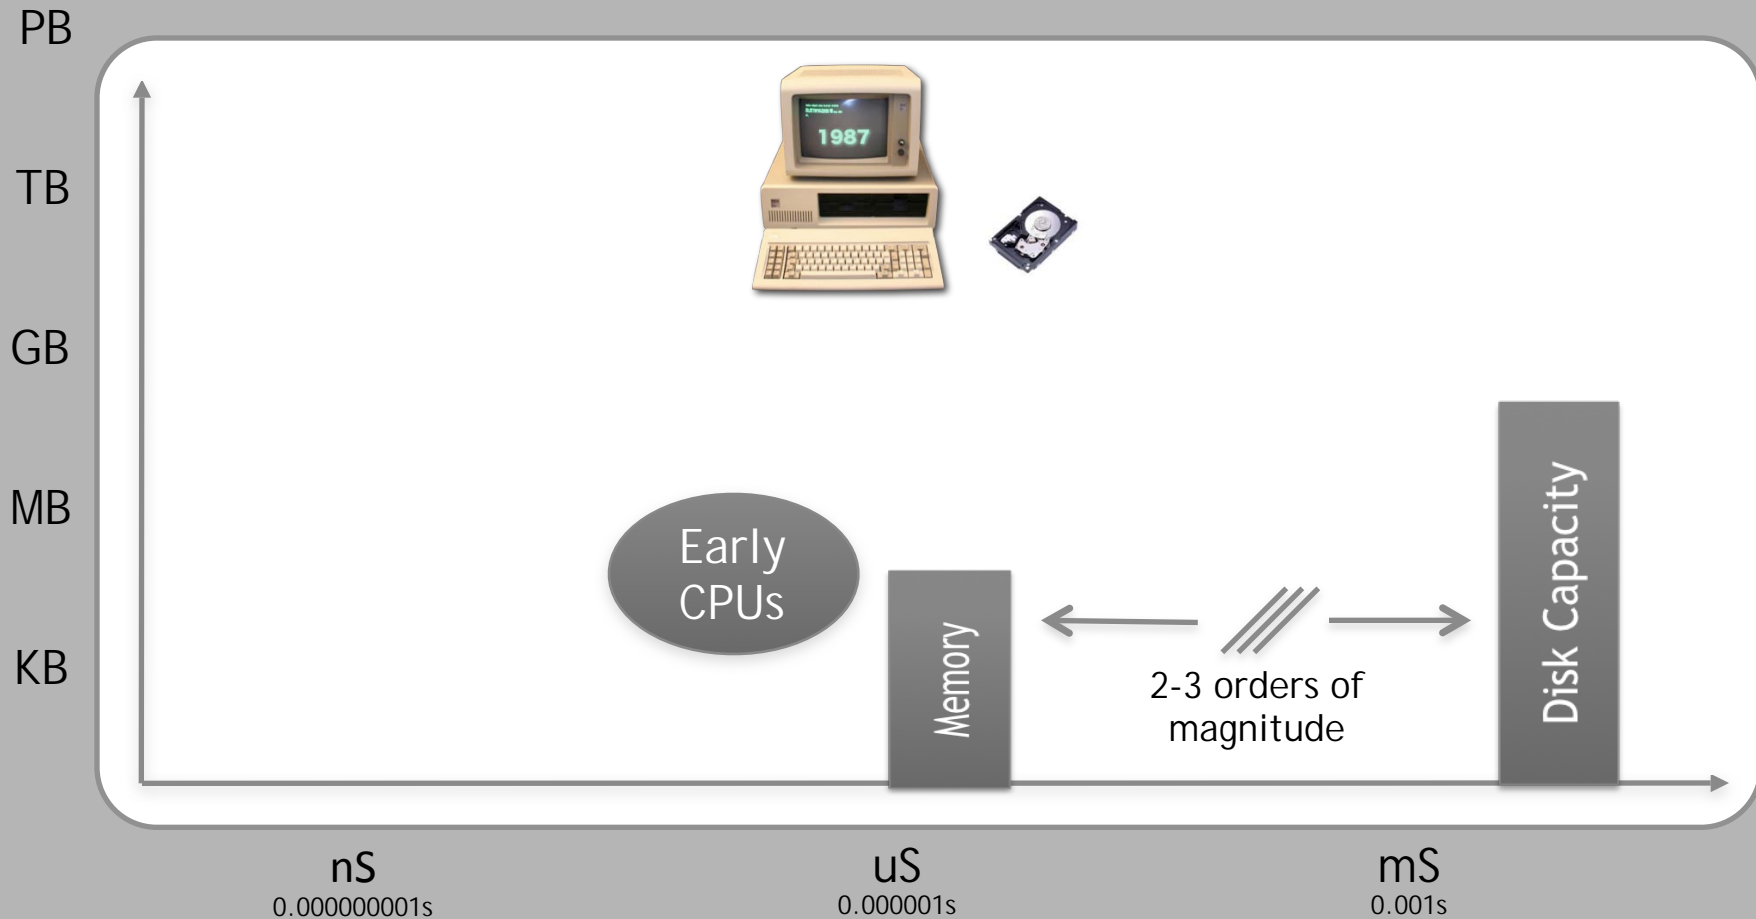 PB
TB
GB
MB
KB
1987
Early
CPUs
Memory
2-3 orders of
magnitude
Disk Capacity
nS
0.000000001s
uS
0.000001s
mS
0.001s